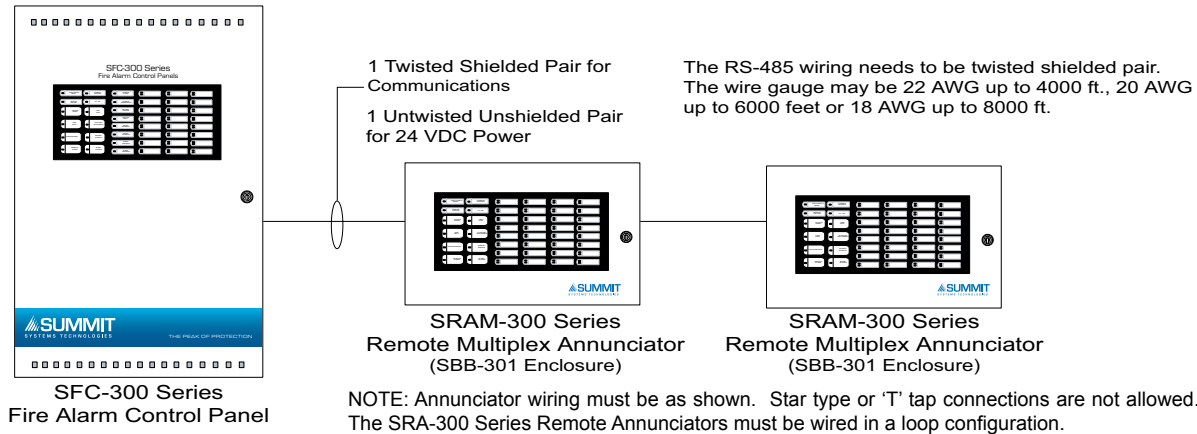 SFC-300 Series
Fire Alarm Control Panels
SUMMIT
SYSTEMS TECHNOLOGIES
THE PEAK OF PROTECTION
SFC-300 Series
Fire Alarm Control Panel
1 Twisted Shielded Pair for
Communications
1 Untwisted Unshielded Pair
for 24 VDC Power
The RS-485 wiring needs to be twisted shielded pair.
The wire gauge may be 22 AWG up to 4000 ft., 20 AWG
up to 6000 feet or 18 AWG up to 8000 ft.
SUMMIT
SYSTEMS TECHNOLOGIES
SRAM-300 Series
Remote Multiplex Annunciator
(SBB-301 Enclosure)
SUMMIT
SYSTEMS TECHNOLOGIES
SRAM-300 Series
Remote Multiplex Annunciator
(SBB-301 Enclosure)
NOTE: Annunciator wiring must be as shown. Star type or ‘T’ tap connections are not allowed.
The SRA-300 Series Remote Annunciators must be wired in a loop configuration.